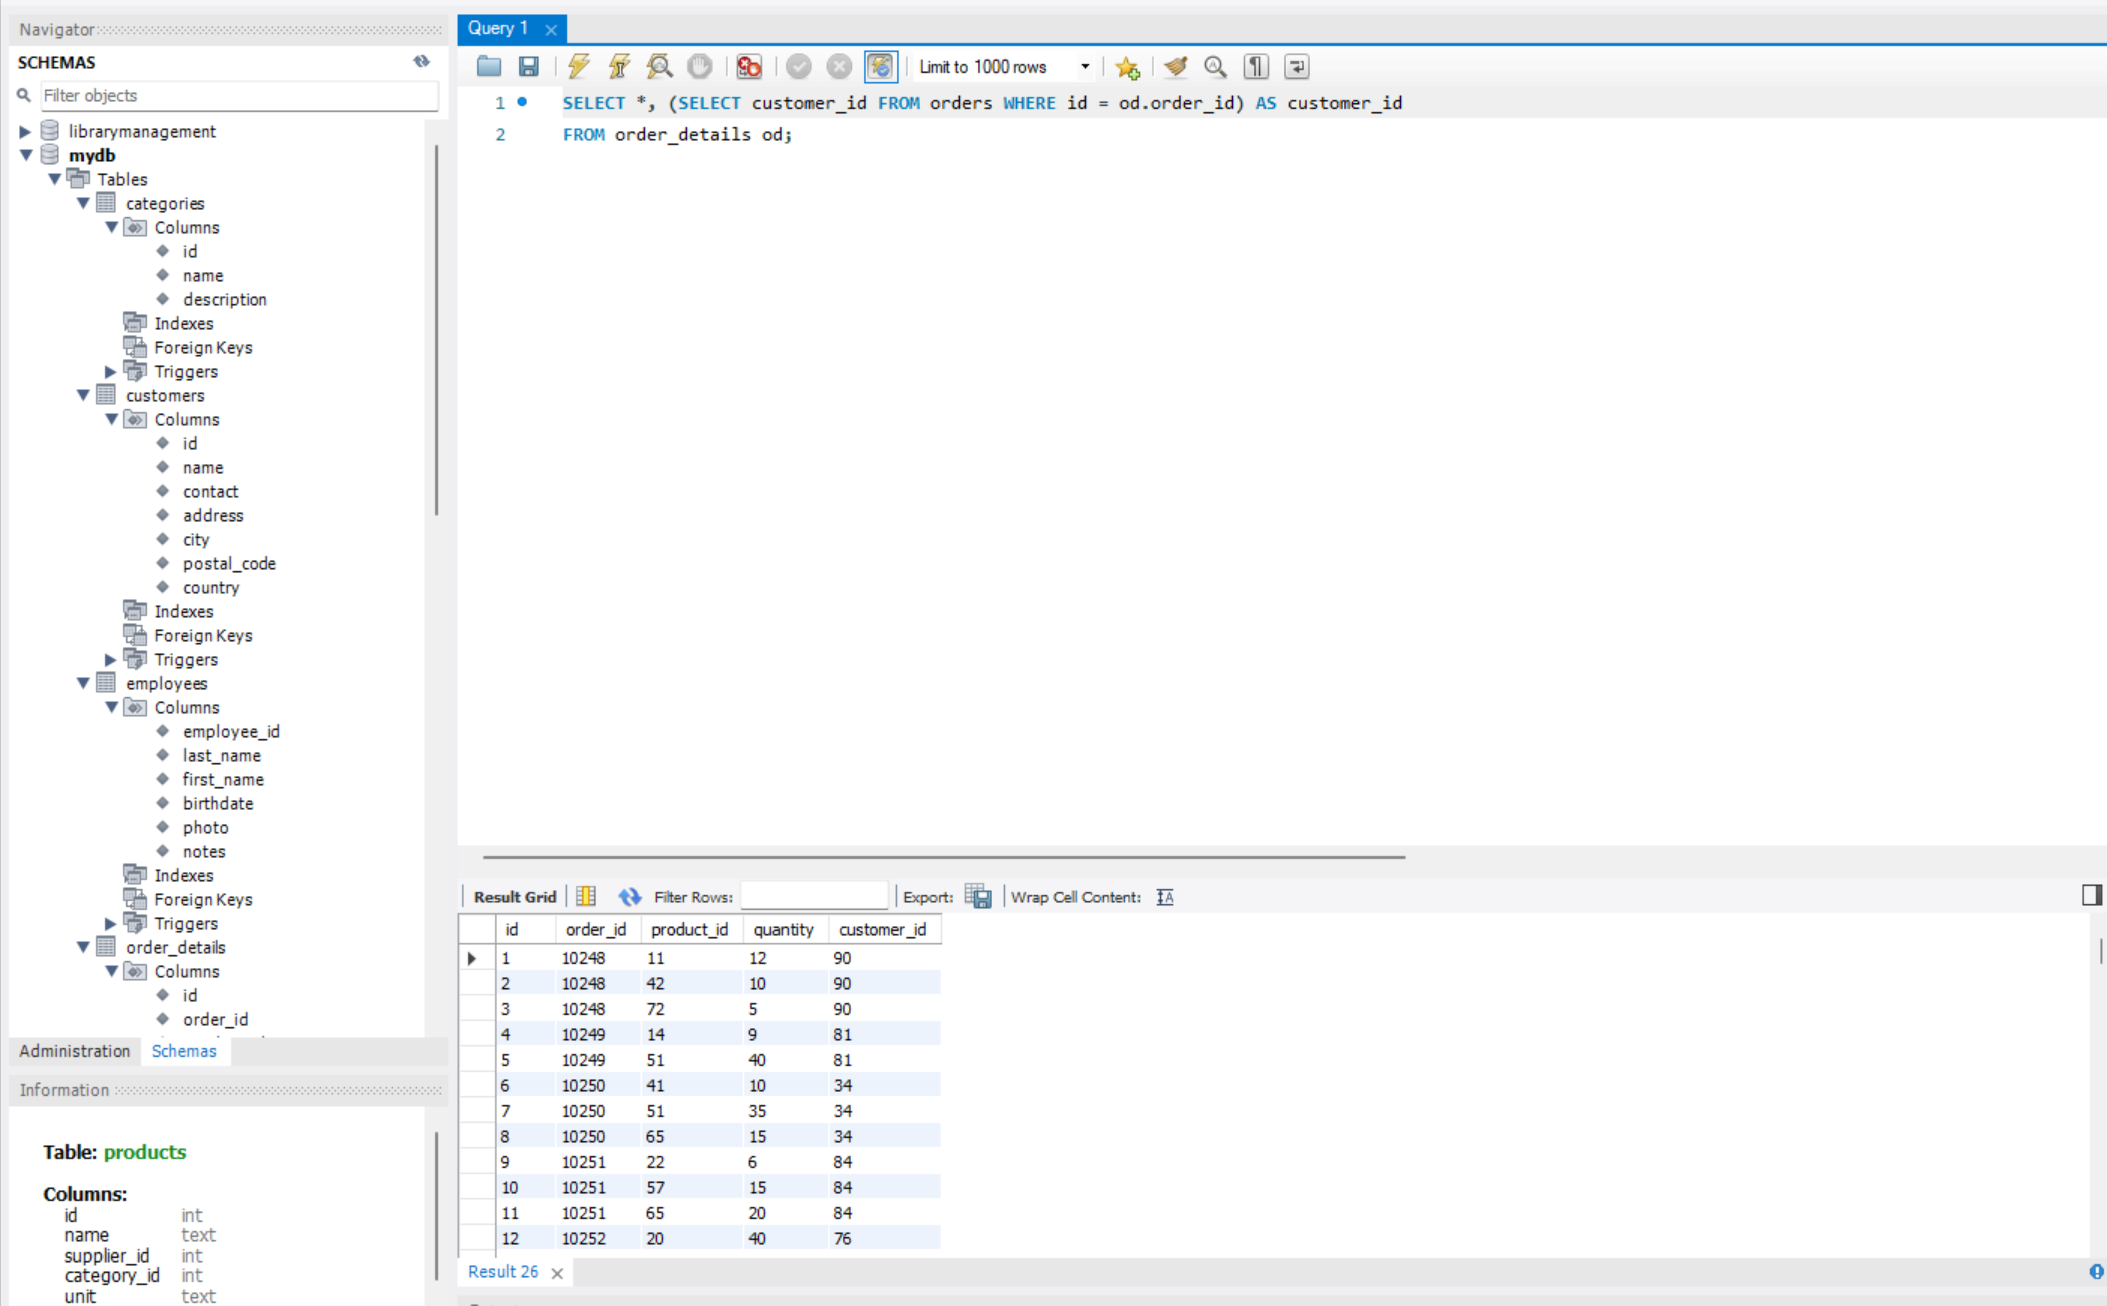 Navigator
SCHEMAS
Filter objects
librarymanagement
mydb
Tables
categories
Columns
id
name
description
Indexes
Foreign Keys
Triggers
customers
Columns
id
name
contact
address
city
postal_code
country
Indexes
Foreign Keys
Triggers
employees
Columns
employee_id
last_name
first_name
birthdate
photo
notes
Indexes
Foreign Keys
Triggers
order_details
Columns
id
order_id
Administration Schemas
Information
Table: products
Columns:
id int
name text
supplier_id int
category_id int
unit text
Query 1
Limit to 1000 rows
1 SELECT *, (SELECT customer_id FROM orders WHERE id = od.order_id) AS customer_id
2 FROM order_details od;
Result Grid Filter Rows: Export: Wrap Cell Content:
id order_id product_id quantity customer_id
1 10248 11 12 90
2 10248 42 10 90
3 10248 72 5 90
4 10249 14 9 81
5 10249 51 40 81
6 10250 41 10 34
7 10250 51 35 34
8 10250 65 15 34
9 10251 22 6 84
10 10251 57 15 84
11 10251 65 20 84
12 10252 20 40 76
Result 26